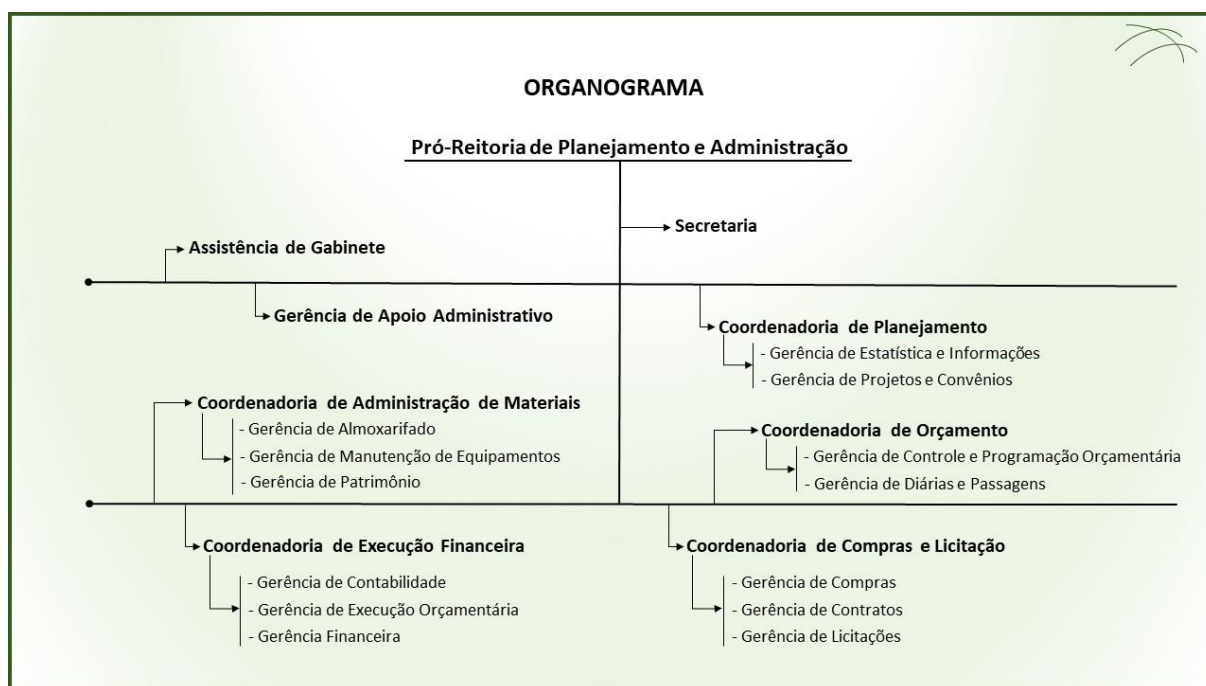 ORGANOGRAMA
Pró-Reitoria de Planejamento e Administração
Secretaria
Assistência de Gabinete
Gerência de Apoio Administrativo
Coordenadoria de Planejamento
- Gerência de Estatística e Informações
- Gerência de Projetos e Convênios
Coordenadoria de Administração de Materiais
- Gerência de Almoxarifado
- Gerência de Manutenção de Equipamentos
- Gerência de Patrimônio
Coordenadoria de Orçamento
- Gerência de Controle e Programação Orçamentária
- Gerência de Diárias e Passagens
Coordenadoria de Execução Financeira
- Gerência de Contabilidade
- Gerência de Execução Orçamentária
- Gerência Financeira
Coordenadoria de Compras e Licitação
- Gerência de Compras
- Gerência de Contratos
- Gerência de Licitações